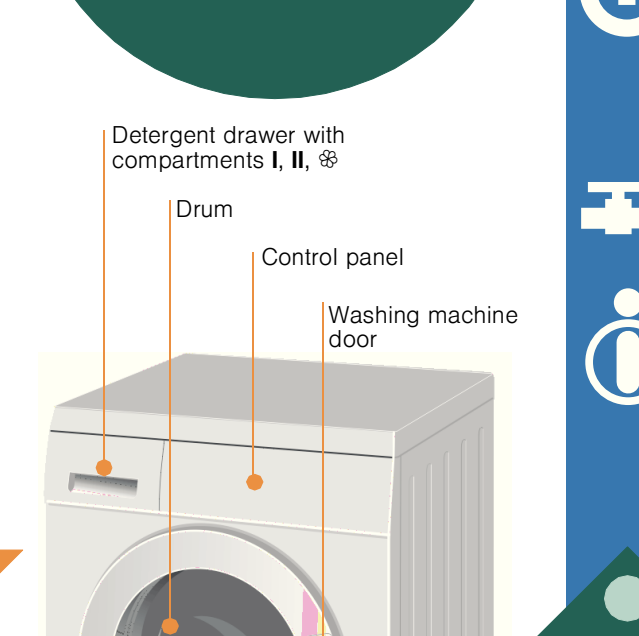 Detergent drawer with
compartments I, II, ❀
Drum
Control panel
Washing machine
door